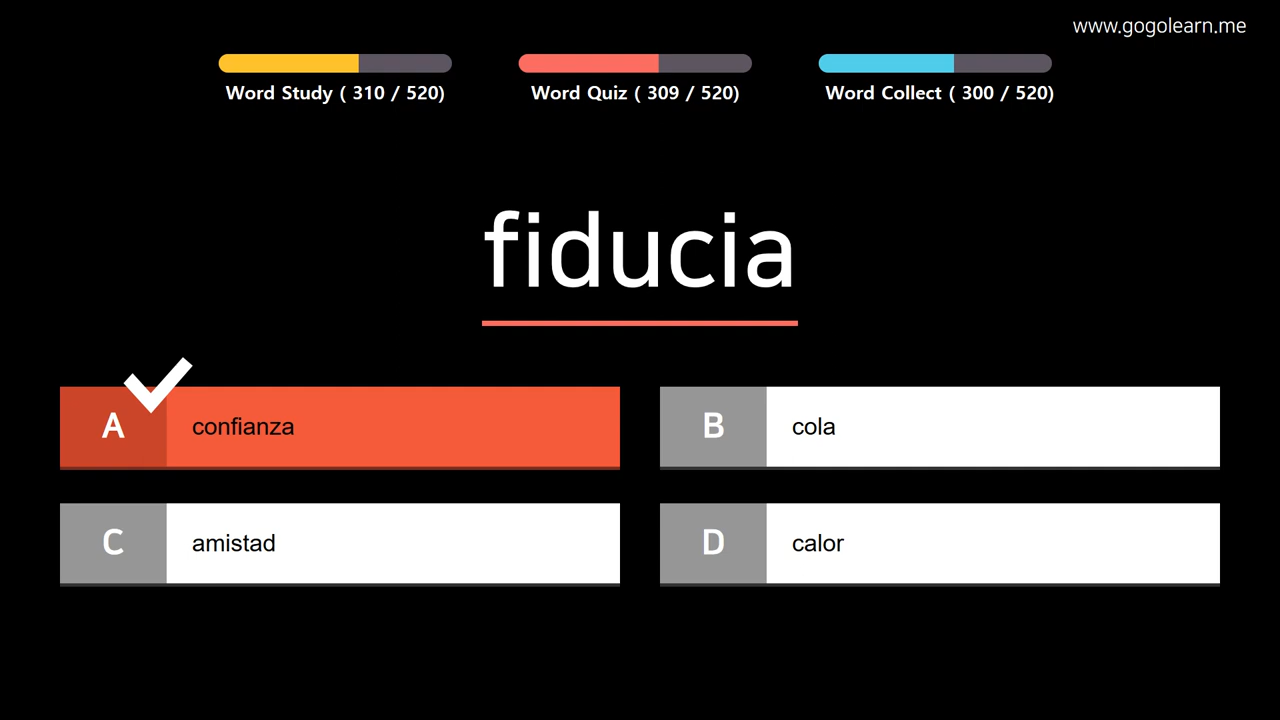 www.gogolearn.me
Word Study ( 310 / 520)
Word Quiz ( 309 / 520)
Word Collect ( 300 / 520)
fiducia
A confianza
B cola
C amistad
D calor